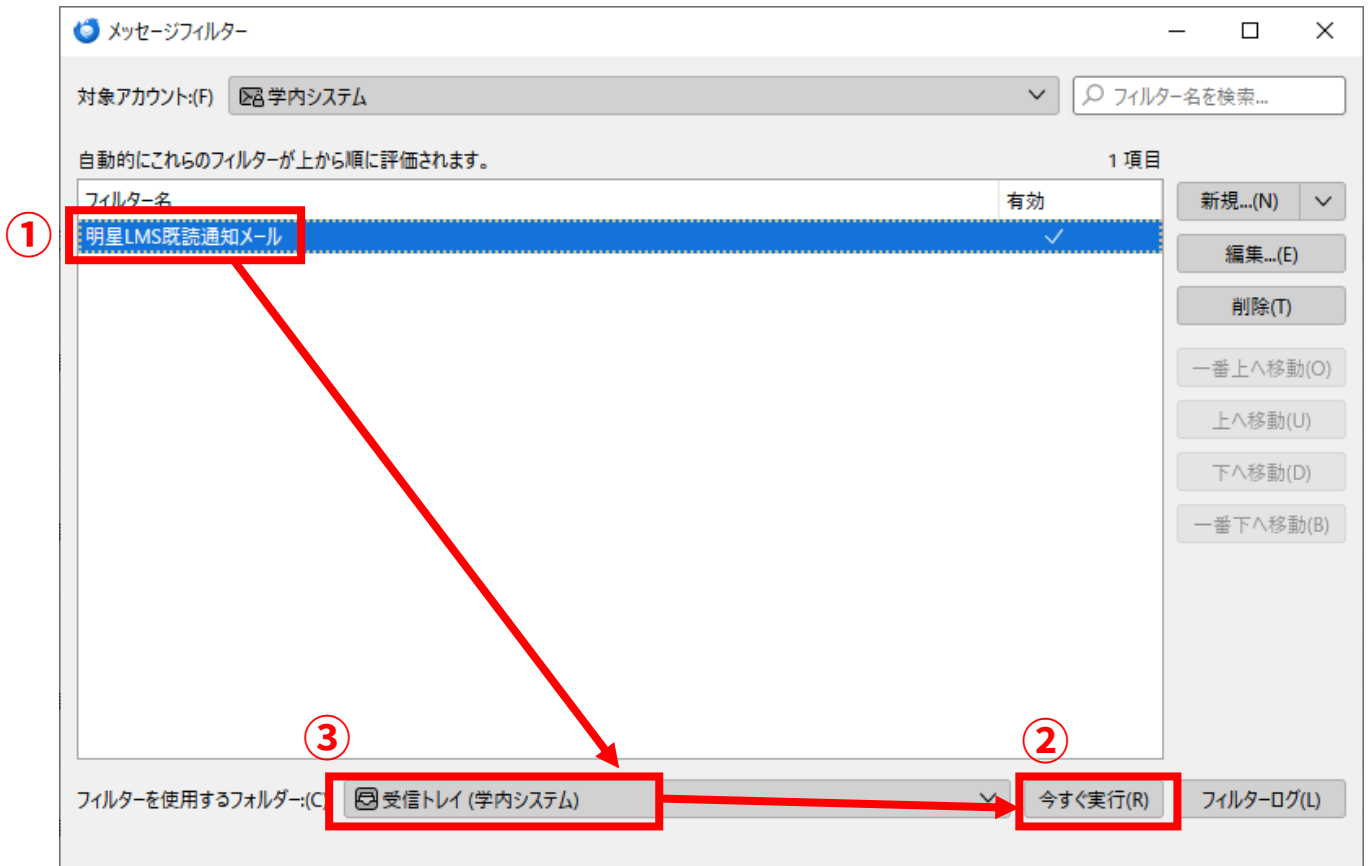 メッセージフィルター
対象アカウント:(F) 学内システム フィルター名を検索...
自動的にこれらのフィルターが上から順に評価されます。 1 項目
フィルター名 有効 新規...(N)
① 明星LMS既読通知メール
編集...(E)
削除(T)
一番上へ移動(O)
上へ移動(U)
下へ移動(D)
一番下へ移動(B)
③ ②
フィルターを使用するフォルダー:(C) 受信トレイ (学内システム) 今すぐ実行(R) フィルターログ(L)